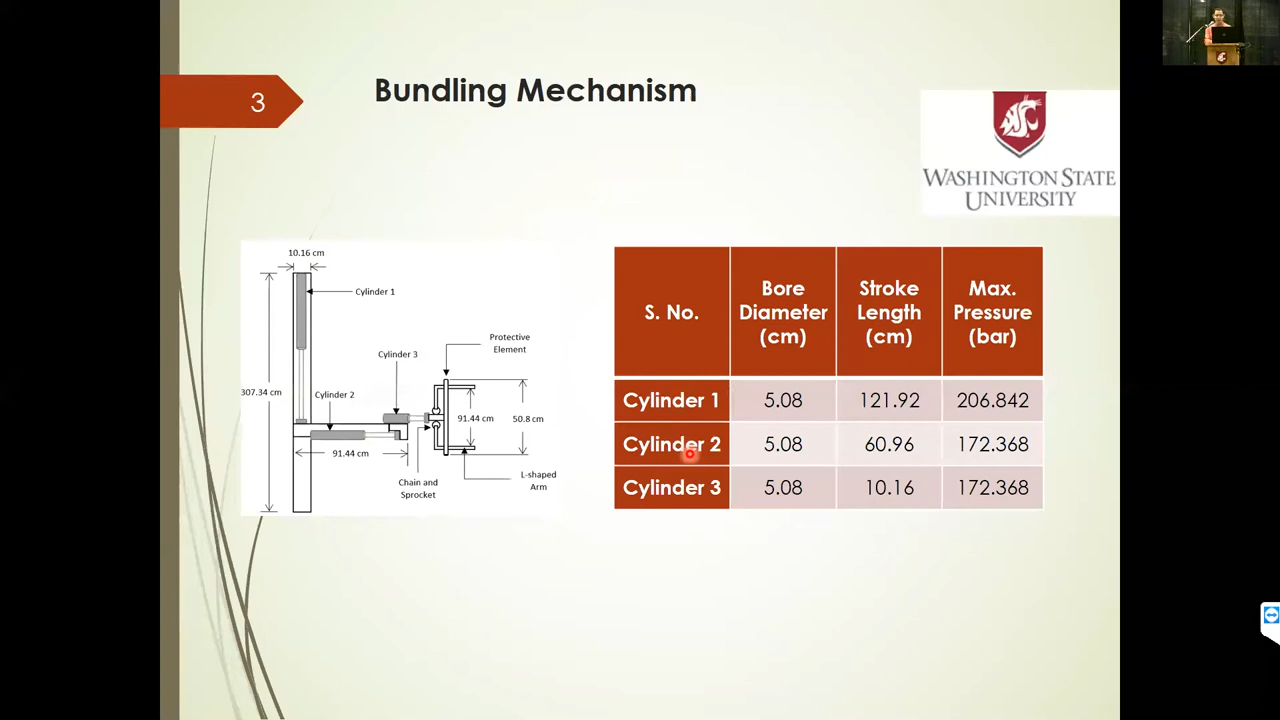 3
Bundling Mechanism
WASHINGTON STATE
UNIVERSITY
10.16 cm
Cylinder 1
Protective
Element
Cylinder 3
307.34 cm
Cylinder 2
91.44 cm
50.8 cm
91.44 cm
Chain and
Sprocket
L-shaped
Arm
S. No.
Bore
Diameter
(cm)
Stroke
Length
(cm)
Max.
Pressure
(bar)
Cylinder 1 5.08 121.92 206.842
Cylinder 2 5.08 60.96 172.368
Cylinder 3 5.08 10.16 172.368